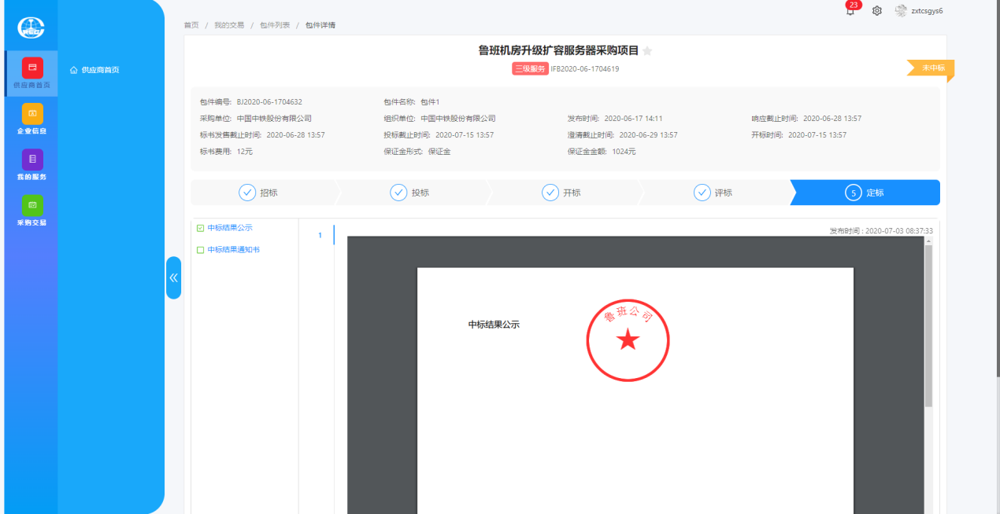 23
zxtcsgys6
首页 / 我的交易 / 包件列表 / 包件详情
CREC
供应商首页
企业信息
我的服务
采购交易
供应商首页
鲁班机房升级扩容服务器采购项目
三级服务 IFB2020-06-1704619
未中标
包件编号: BJ2020-06-1704632 包件名称: 包件1
采购单位: 中国中铁股份有限公司 组织单位: 中国中铁股份有限公司 发布时间: 2020-06-17 14:11 响应截止时间: 2020-06-28 13:57
标书发售截止时间: 2020-06-28 13:57 投标截止时间: 2020-07-15 13:57 澄清截止时间: 2020-06-29 13:57 开标时间: 2020-07-15 13:57
标书费用: 12元 保证金形式: 保证金 保证金金额: 1024元
招标 投标 开标 评标 5 定标
中标结果公示
中标结果通知书
1
发布时间 : 2020-07-03 08:37:33
中标结果公示
鲁班公司